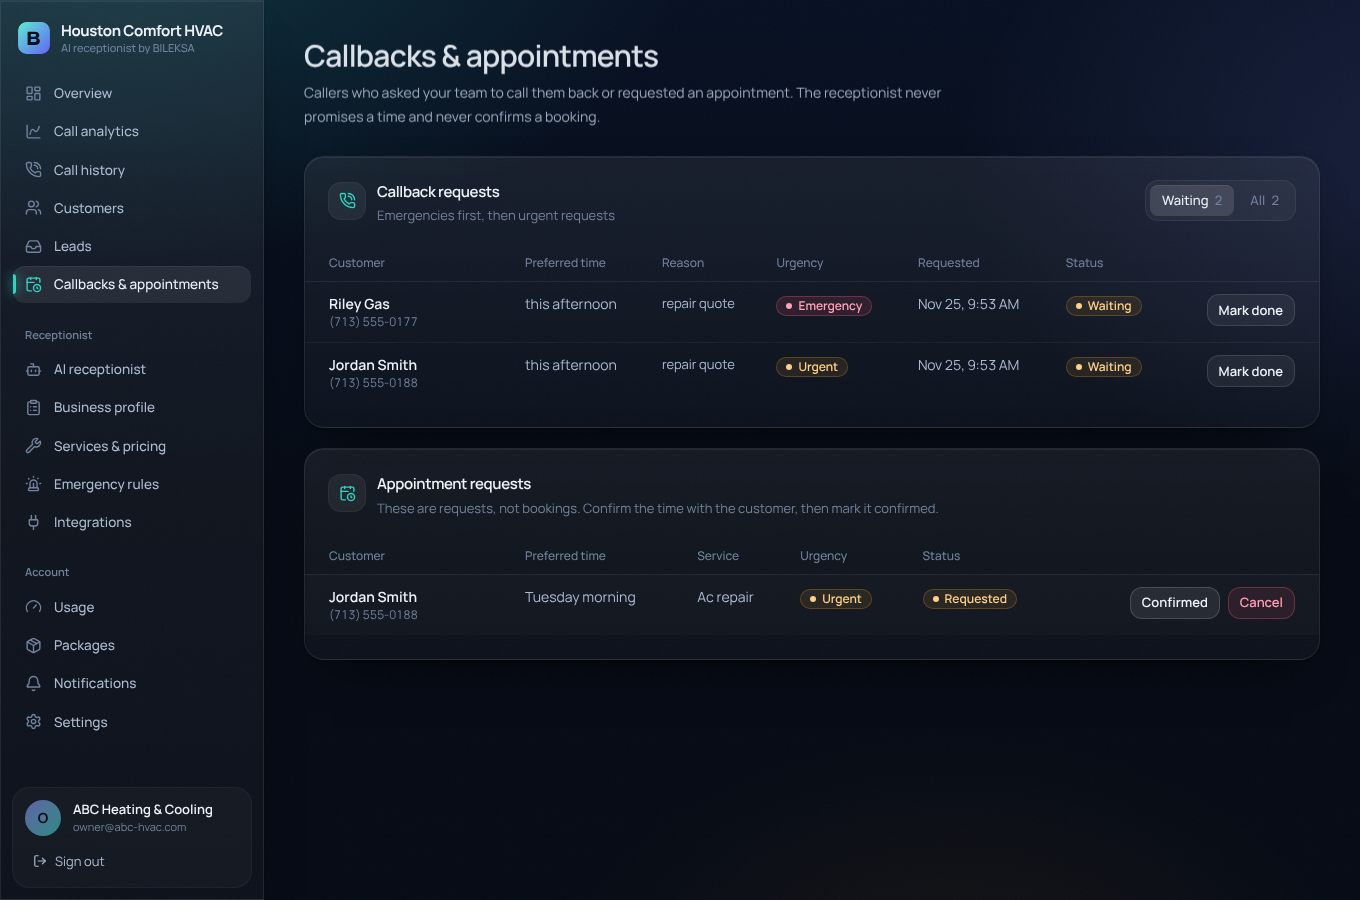 B
Houston Comfort HVAC
AI receptionist by BILEKSA
Overview
Call analytics
Call history
Customers
Leads
Callbacks & appointments
Receptionist
AI receptionist
Business profile
Services & pricing
Emergency rules
Integrations
Account
Usage
Packages
Notifications
Settings
O
ABC Heating & Cooling
owner@abc-hvac.com
Sign out
Callbacks & appointments
Callers who asked your team to call them back or requested an appointment. The receptionist never
promises a time and never confirms a booking.
Callback requests
Emergencies first, then urgent requests
Waiting 2 All 2
Customer Preferred time Reason Urgency Requested Status
Riley Gas this afternoon repair quote Emergency Nov 25, 9:53 AM Waiting Mark done
(713) 555-0177
Jordan Smith this afternoon repair quote Urgent Nov 25, 9:53 AM Waiting Mark done
(713) 555-0188
Appointment requests
These are requests, not bookings. Confirm the time with the customer, then mark it confirmed.
Customer Preferred time Service Urgency Status
Jordan Smith Tuesday morning Ac repair Urgent Requested Confirmed Cancel
(713) 555-0188